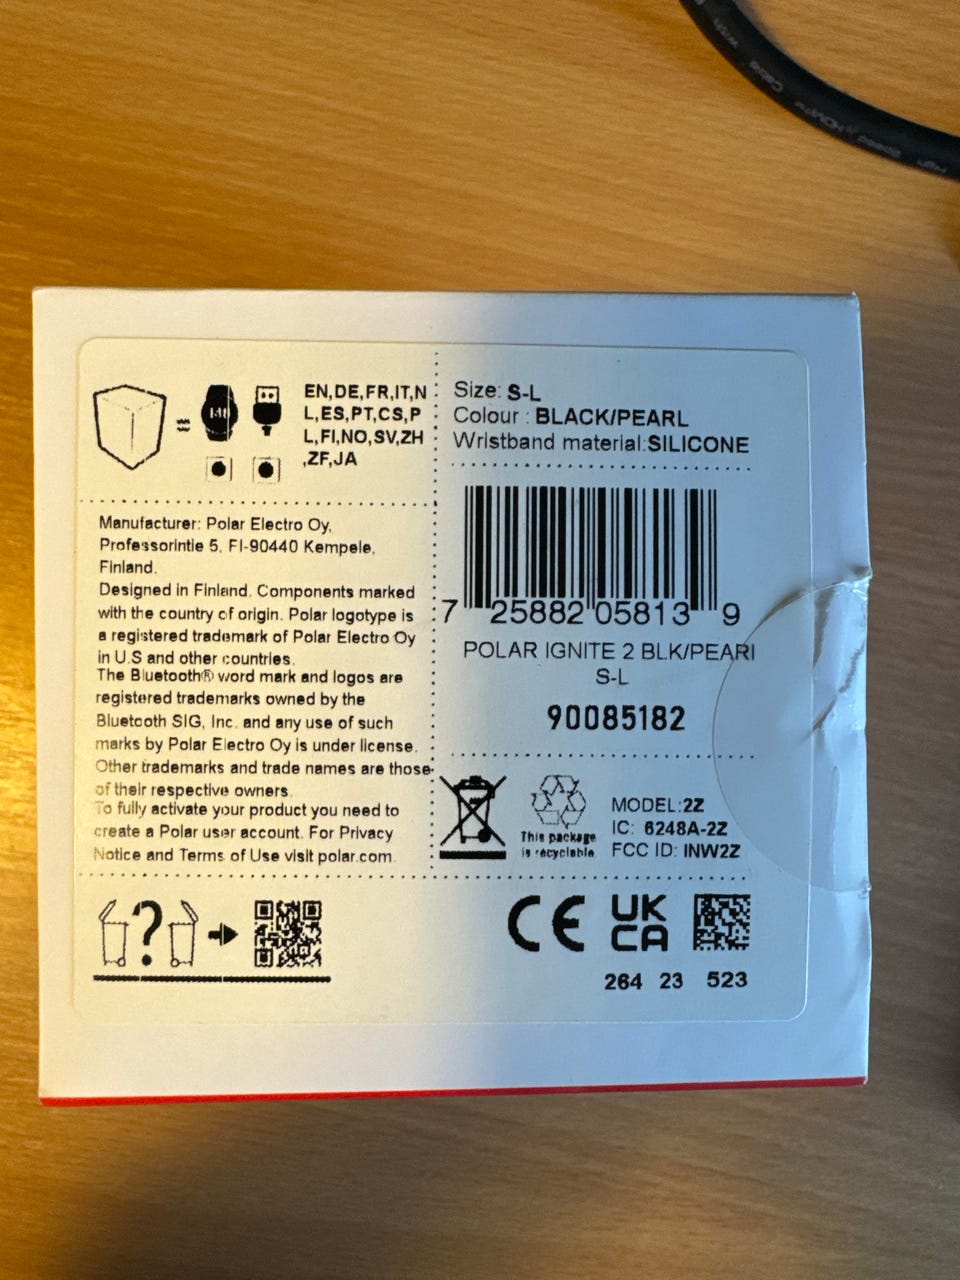 High Speed HDMI™ Cable with
EN,DE,FR,IT,N
L,ES,PT,CS,P
L,FI,NO,SV,ZH
,ZF,JA
Manufacturer: Polar Electro Oy,
Professorintie 5, FI-90440 Kempele,
Finland.
Designed in Finland. Components marked
with the country of origin. Polar logotype is
a registered trademark of Polar Electro Oy
in U.S and other countries.
The Bluetooth® word mark and logos are
registered trademarks owned by the
Bluetooth SIG, Inc. and any use of such
marks by Polar Electro Oy is under license.
Other trademarks and trade names are those
of their respective owners.
To fully activate your product you need to
create a Polar user account. For Privacy
Notice and Terms of Use visit polar.com.
Size: S-L
Colour : BLACK/PEARL
Wristband material:SILICONE
7 25882 05813 9
POLAR IGNITE 2 BLK/PEARl
S-L
90085182
This package
is recyclable
MODEL:2Z
IC: 6248A-2Z
FCC ID: INW2Z
CE UK
CA
264 23 523